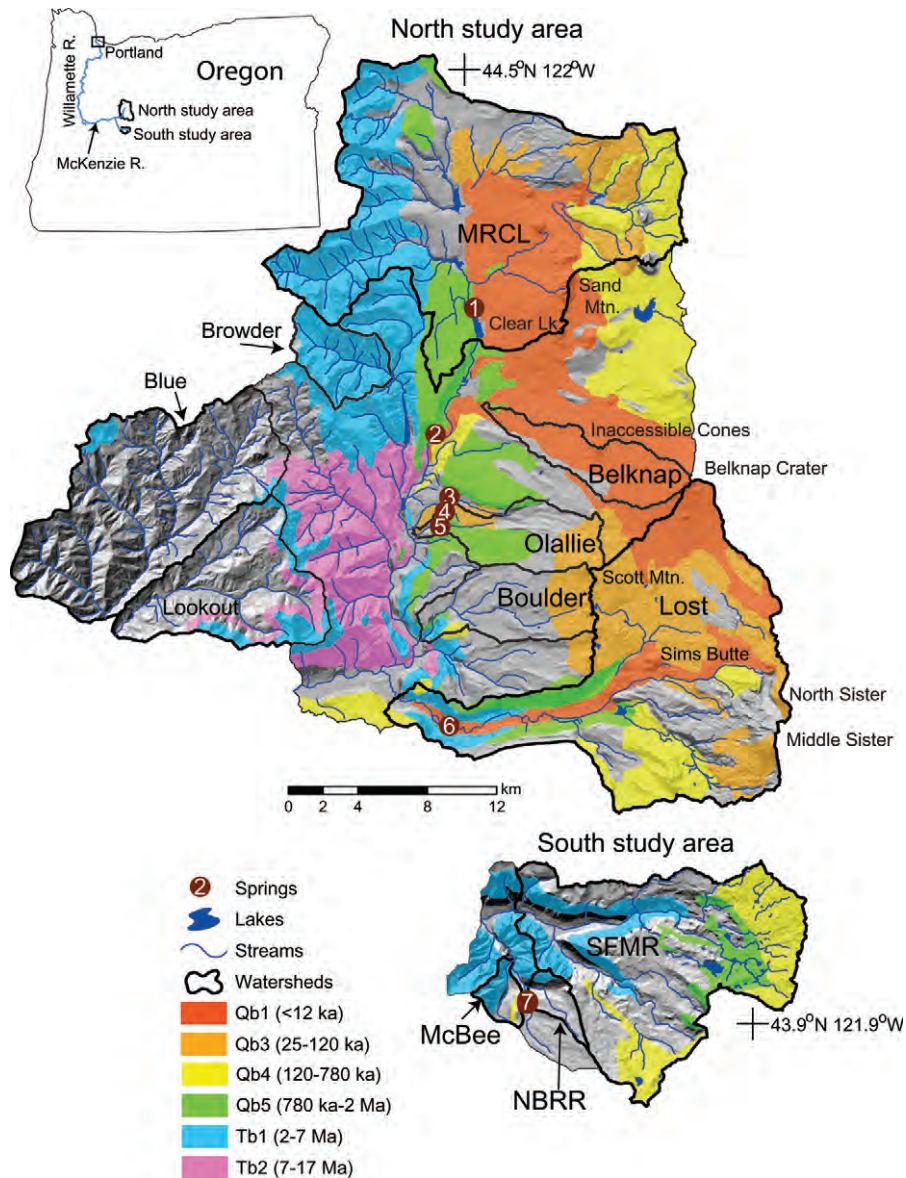 North study area
44.5°N 122°W
Willamette R.
Portland
Oregon
North study area
South study area
McKenzie R.
MRCL
Sand
Mtn.
1
Clear Lk
Browder
Blue
2
Inaccessible Cones
Belknap
Belknap Crater
3
4
5
Olallie
Scott Mtn.
Lost
Boulder
Lookout
Sims Butte
North Sister
6
Middle Sister
km
0 2 4 8 12
South study area
2 Springs
Lakes
Streams
Watersheds
Qb1 (<12 ka)
Qb3 (25-120 ka)
Qb4 (120-780 ka)
Qb5 (780 ka-2 Ma)
Tb1 (2-7 Ma)
Tb2 (7-17 Ma)
SFMR
7
McBee
NBRR
43.9°N 121.9°W